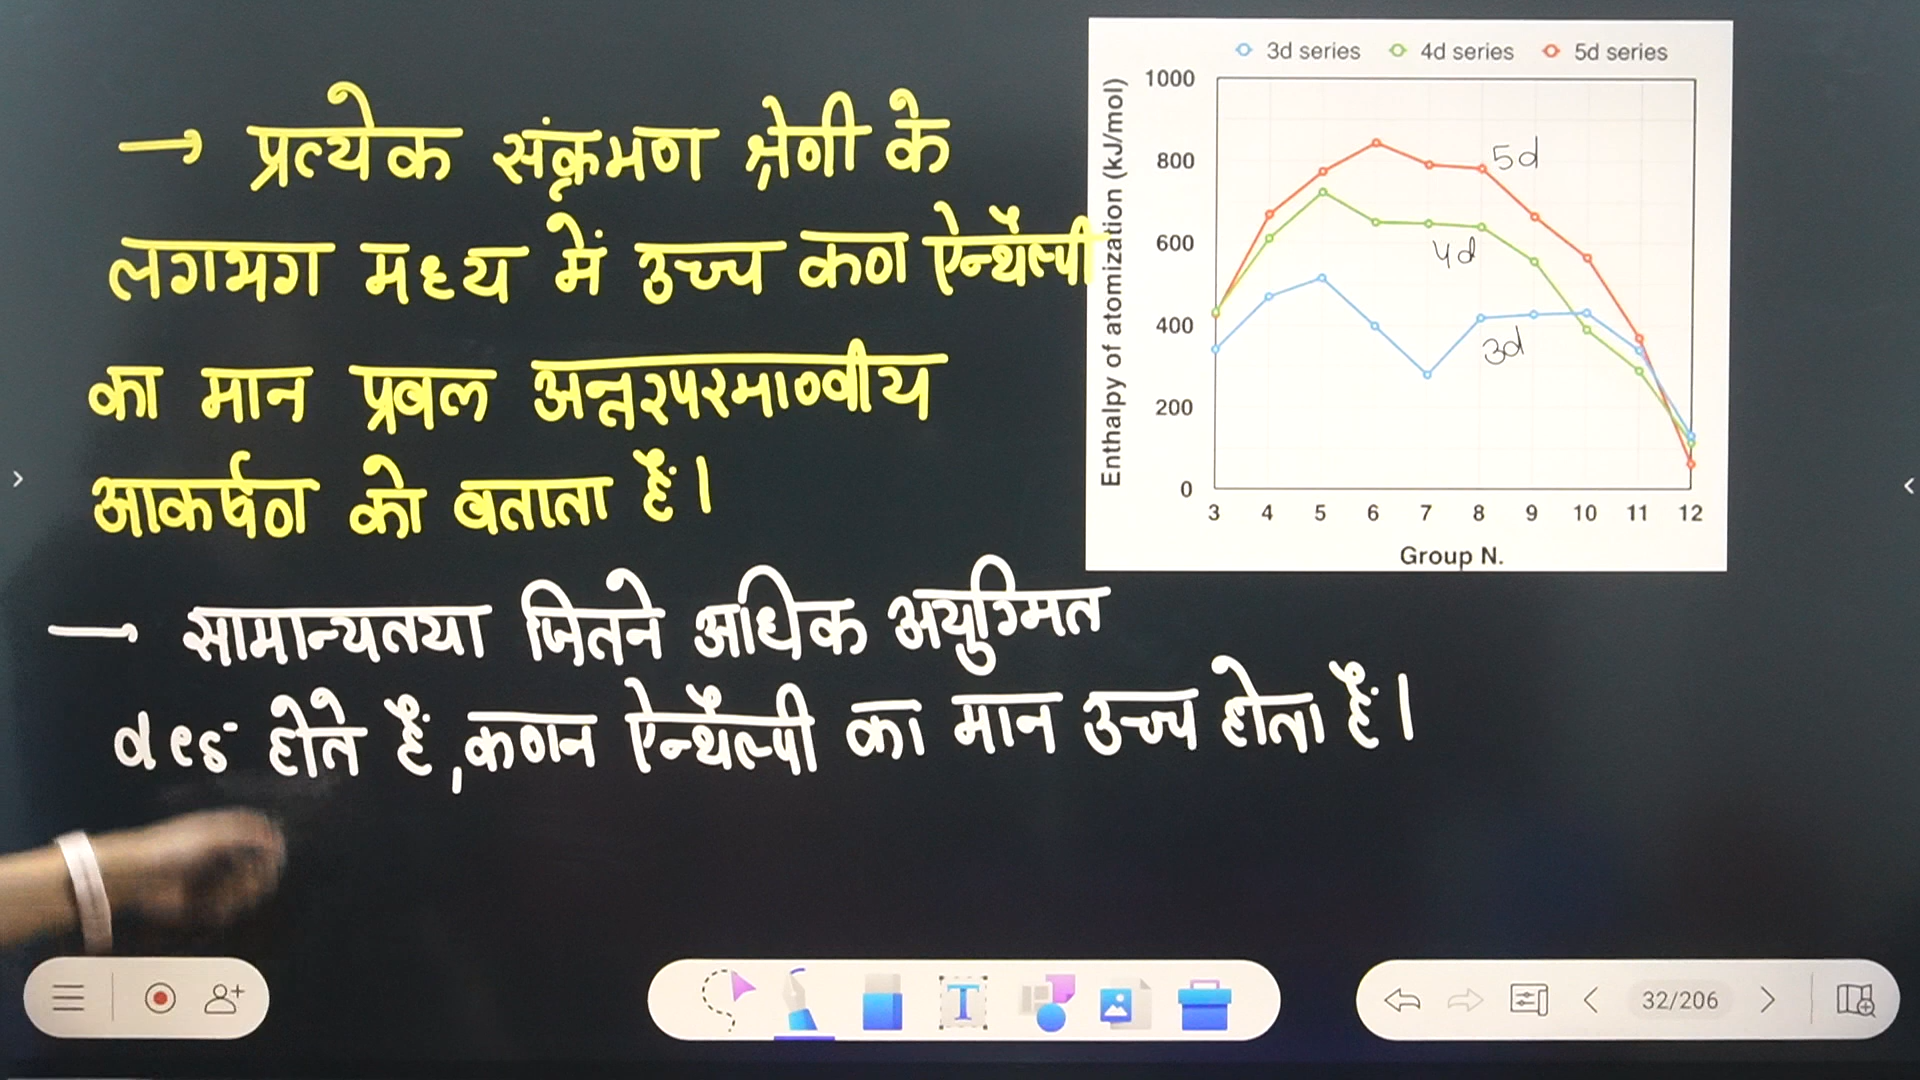 → प्रत्येक संक्रमण श्रेणी के
लगभग मध्य में उच्च कण ऐन्थैल्पी
का मान प्रबल अन्तरपरमाण्वीय
आकर्षण को बताता हैं।
— सामान्यतया जितने अधिक अयुग्मित
des⁻ होते हैं, कणन ऐन्थैल्पी का मान उच्च होता हैं।
3d series 4d series 5d series
Enthalpy of atomization (kJ/mol)
1000
800
600
400
200
0
5d
4d
3d
3 4 5 6 7 8 9 10 11 12
Group N.
T
32/206